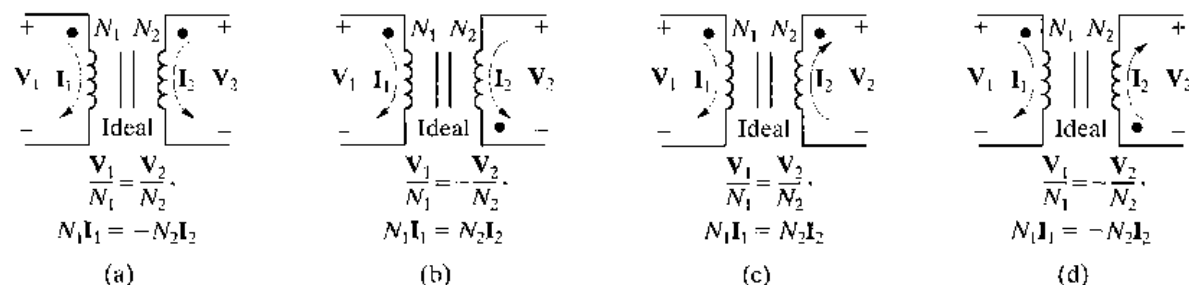 + N₁ N₂ + + N₁ N₂ + + N₁ N₂ + + N₁ N₂ +
V₁ I₁ I₂ V₂ V₁ I₁ I₂ V₂ V₁ I₁ I₂ V₂ V₁ I₁ I₂ V₂
− Ideal − − Ideal − − Ideal − − Ideal −
V₁/N₁ = V₂/N₂, V₁/N₁ = −V₂/N₂, V₁/N₁ = V₂/N₂, V₁/N₁ = −V₂/N₂,
N₁I₁ = −N₂I₂ N₁I₁ = N₂I₂ N₁I₁ = N₂I₂ N₁I₁ = −N₂I₂
(a) (b) (c) (d)